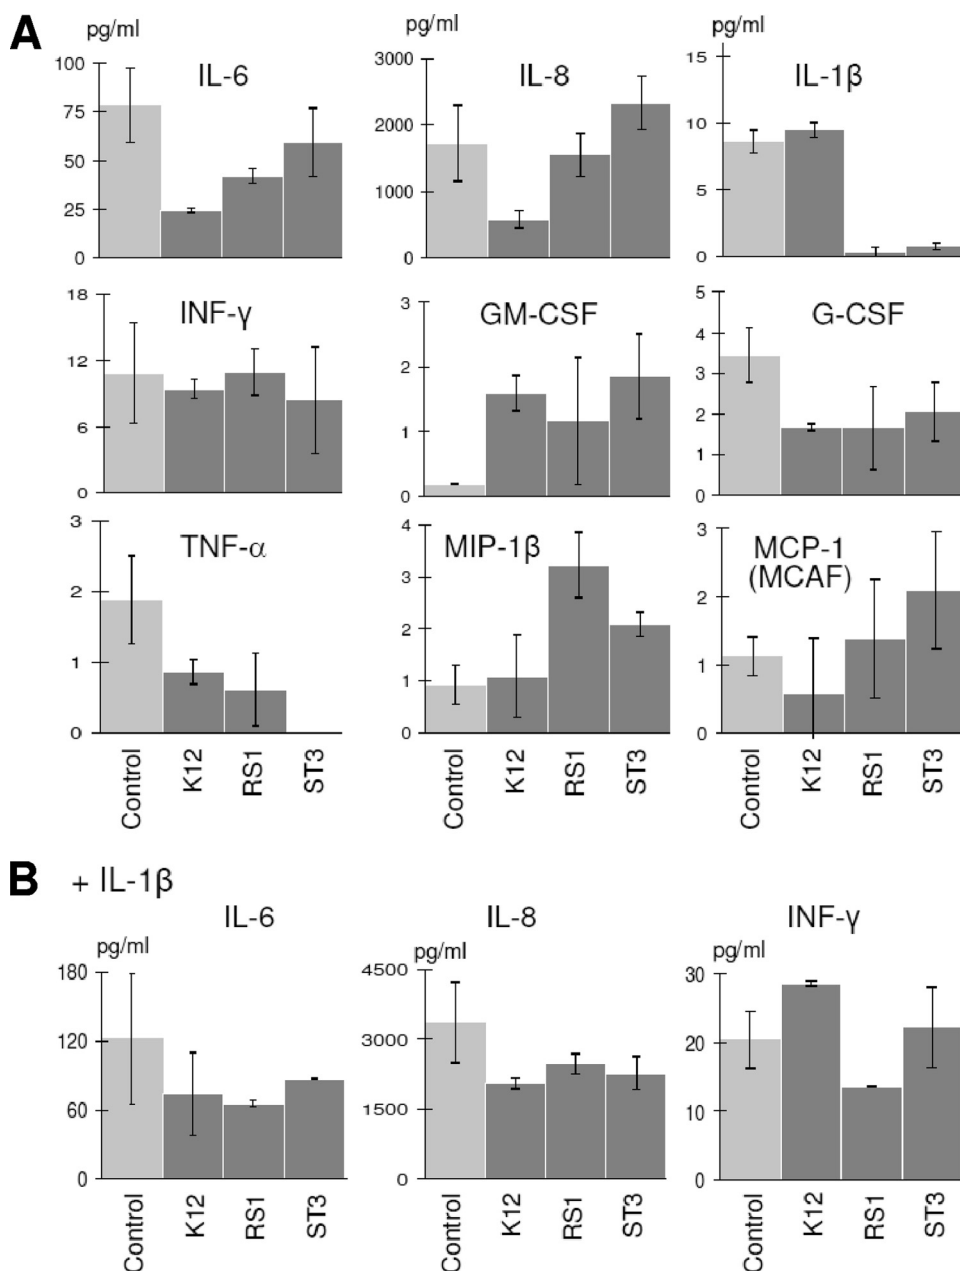 A
pg/ml
pg/ml
pg/ml
IL-6
IL-8
IL-1β
100
75
50
25
0
3000
2000
1000
0
15
10
5
0
INF-γ
GM-CSF
G-CSF
18
12
6
0
3
2
1
0
5
4
3
2
1
0
TNF-α
MIP-1β
MCP-1
(MCAF)
3
2
1
0
4
3
2
1
0
3
2
1
0
Control
K12
RS1
ST3
Control
K12
RS1
ST3
Control
K12
RS1
ST3
B
+ IL-1β
IL-6
IL-8
INF-γ
pg/ml
pg/ml
pg/ml
180
120
60
0
4500
3000
1500
0
30
20
10
0
Control
K12
RS1
ST3
Control
K12
RS1
ST3
Control
K12
RS1
ST3